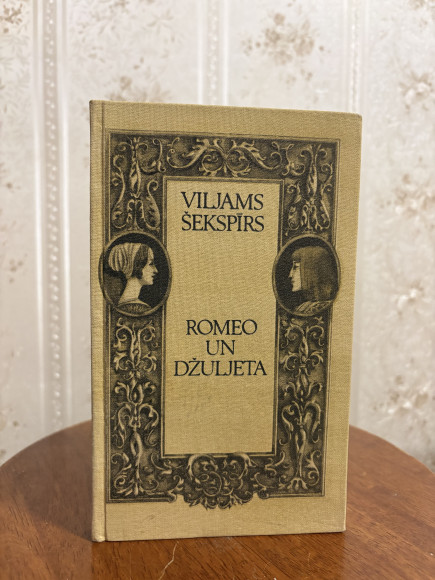 VILJAMS
ŠEKSPĪRS
ROMEO
UN
DŽULJETA